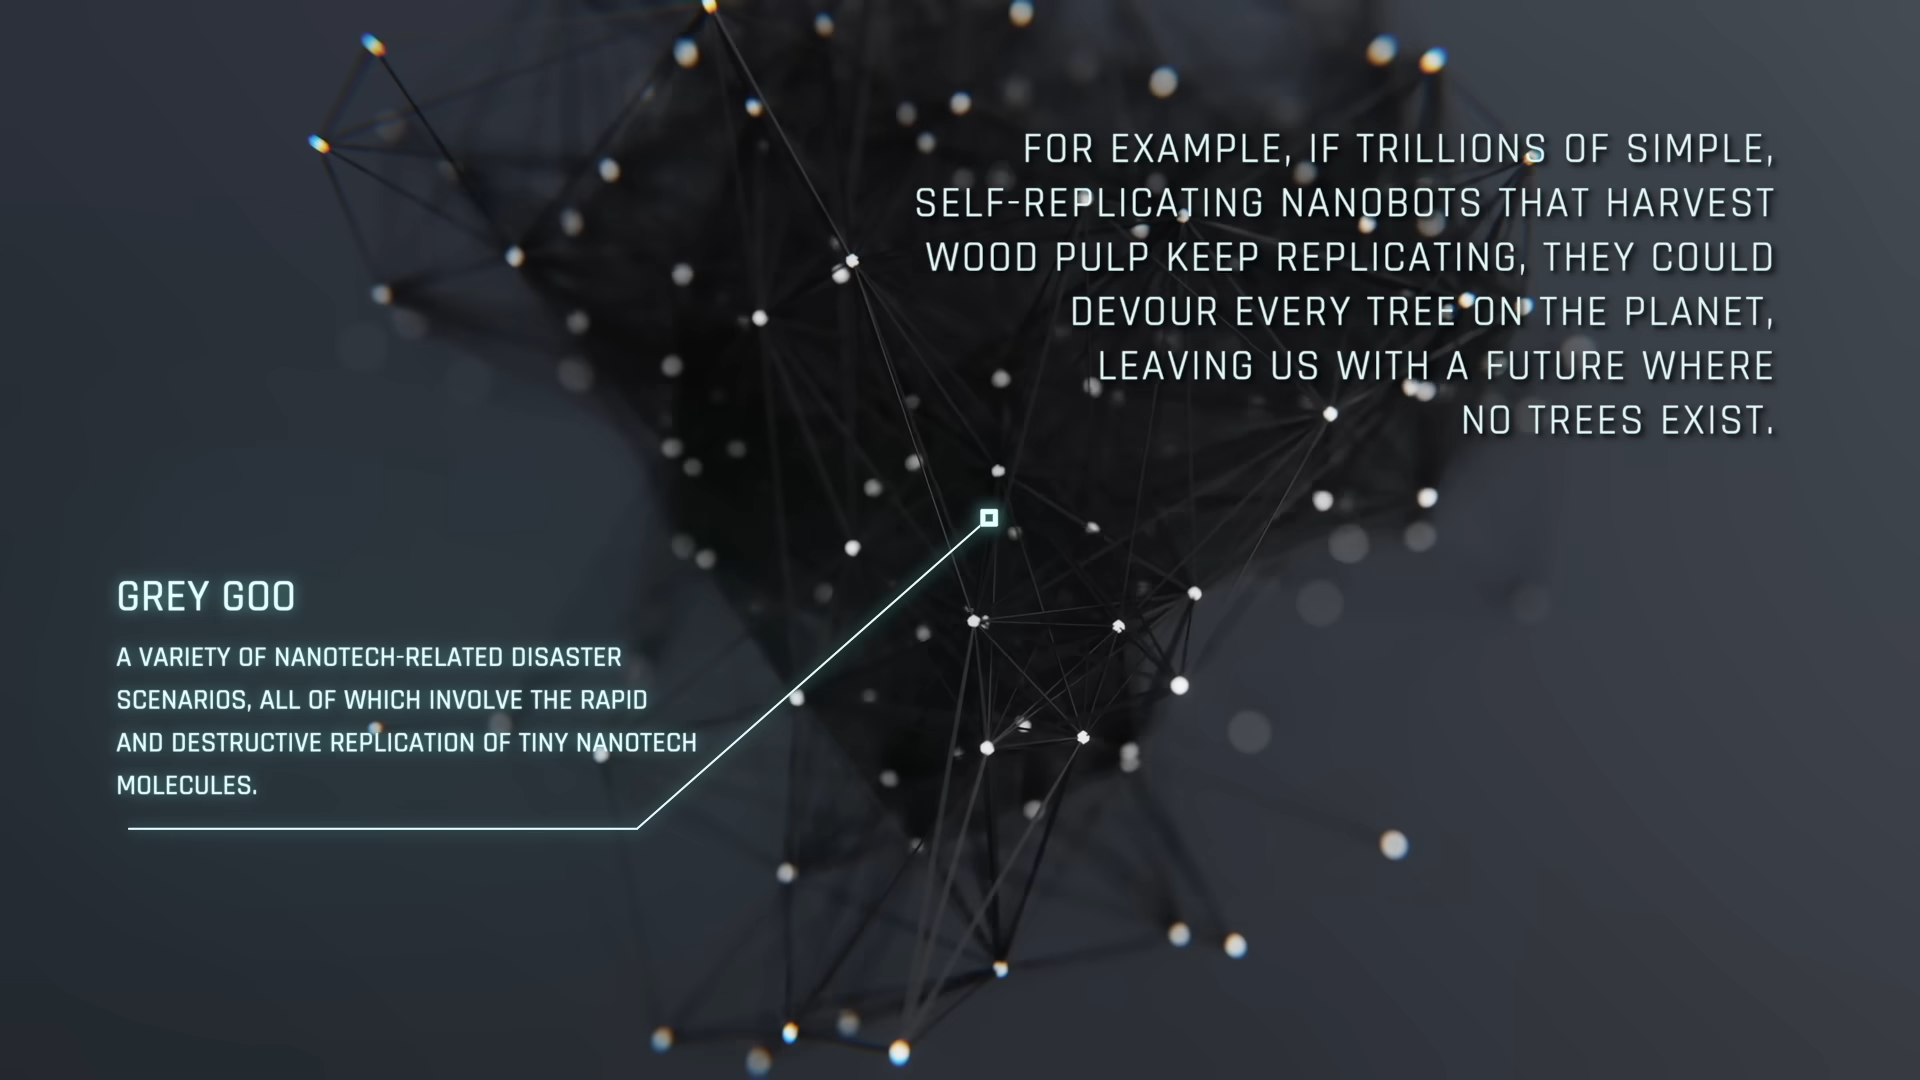 FOR EXAMPLE, IF TRILLIONS OF SIMPLE,
SELF-REPLICATING NANOBOTS THAT HARVEST
WOOD PULP KEEP REPLICATING, THEY COULD
DEVOUR EVERY TREE ON THE PLANET,
LEAVING US WITH A FUTURE WHERE
NO TREES EXIST.
GREY GOO
A VARIETY OF NANOTECH-RELATED DISASTER
SCENARIOS, ALL OF WHICH INVOLVE THE RAPID
AND DESTRUCTIVE REPLICATION OF TINY NANOTECH
MOLECULES.